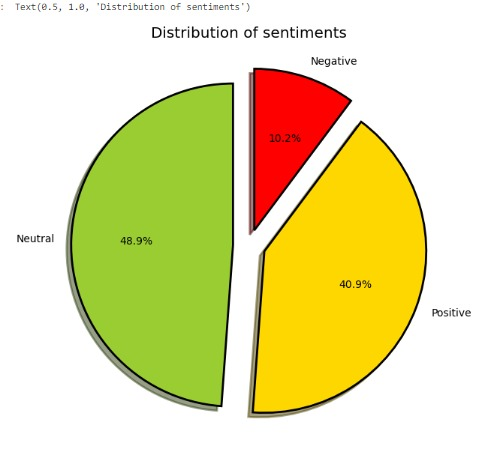 : Text(0.5, 1.0, 'Distribution of sentiments')
Distribution of sentiments
Negative
10.2%
Neutral
48.9%
40.9%
Positive